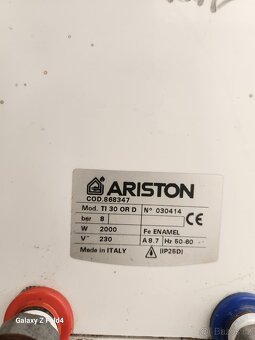 ARISTON
COD.868347
Mod. TI 30 OR D N° 030414
bar 8 CE
W 2000 Fe ENAMEL
V~ 230 A 8.7 Hz 50-60
Made in ITALY (IP25D)
Galaxy Z Fold4